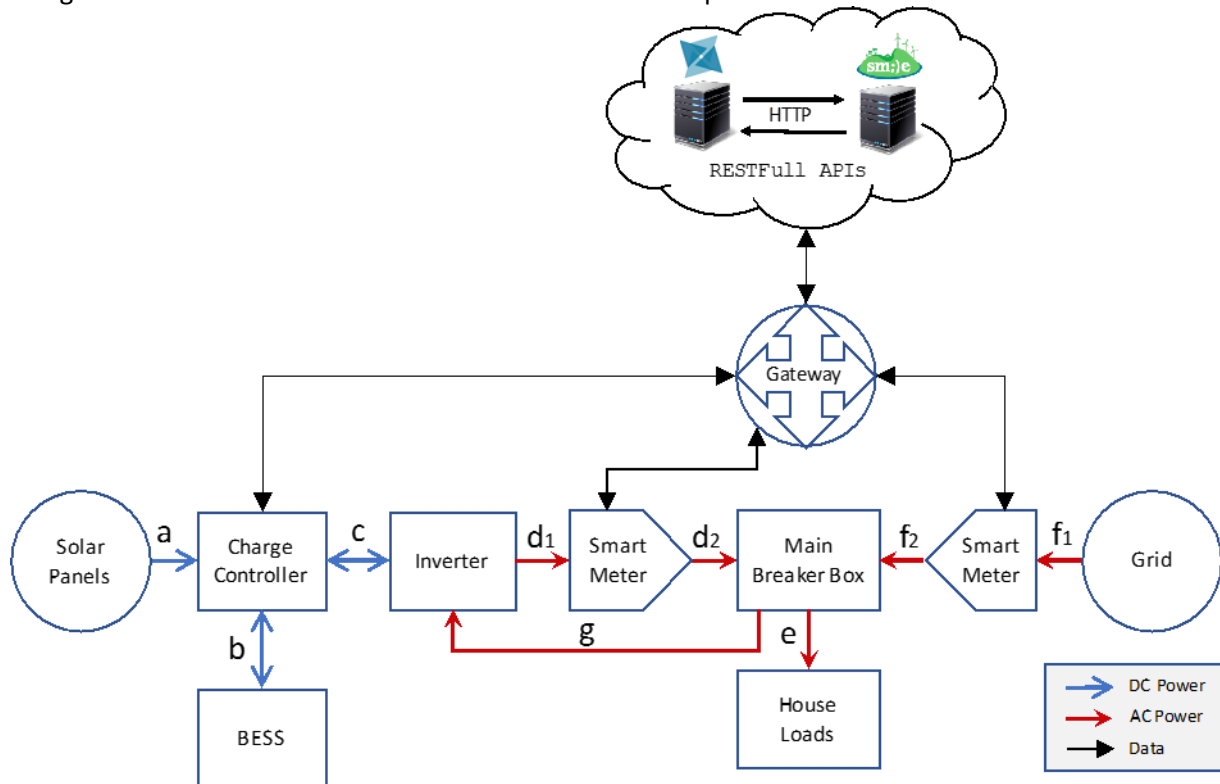 sm;)e
HTTP
RESTFull APIs
Gateway
Solar
Panels
a
Charge
Controller
c
Inverter
d1
Smart
Meter
d2
Main
Breaker Box
f2
Smart
Meter
f1
Grid
b
g
e
BESS
House
Loads
DC Power
AC Power
Data